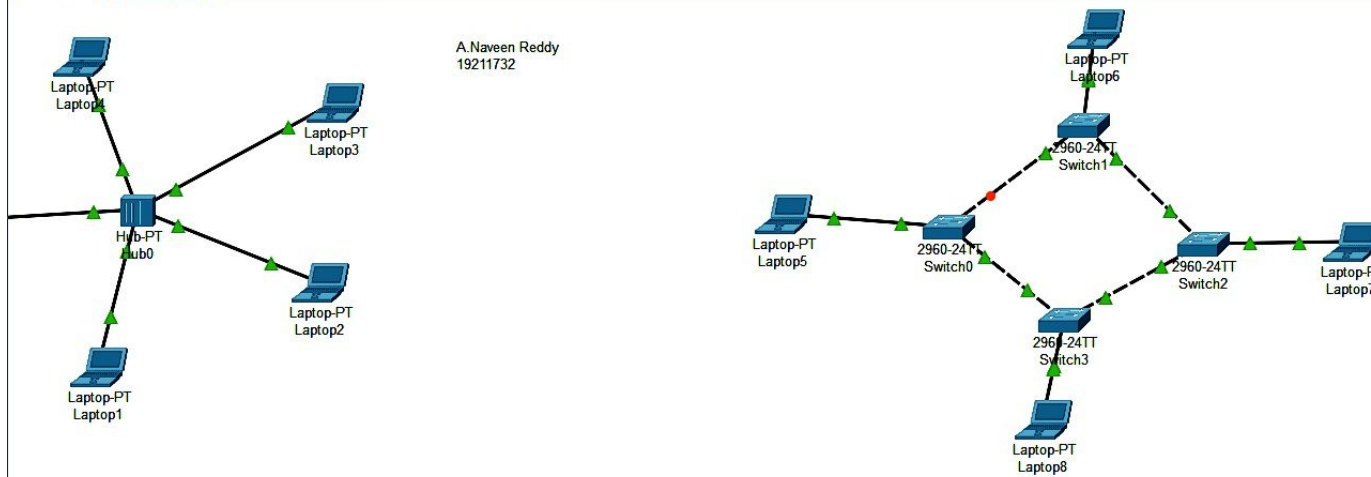 A.Naveen Reddy
19211732
Laptop-PT
Laptop4
Laptop-PT
Laptop3
Hub-PT
Hub0
Laptop-PT
Laptop2
Laptop-PT
Laptop1
Laptop-PT
Laptop6
2960-24TT
Switch1
Laptop-PT
Laptop5
2960-24TT
Switch0
2960-24TT
Switch2
Laptop-P
Laptop7
2960-24TT
Switch3
Laptop-PT
Laptop8